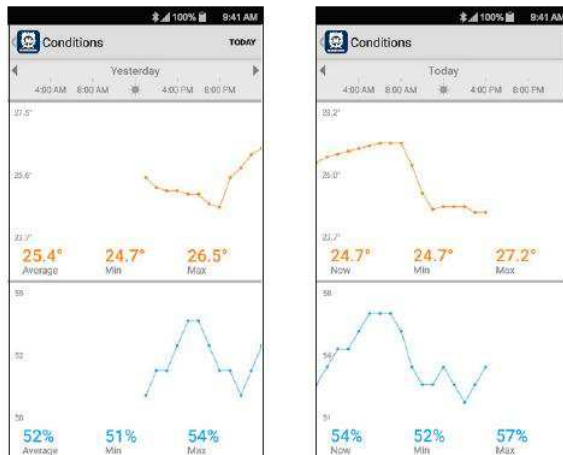 100% 9:41 AM
Conditions TODAY
Yesterday
4:00 AM 8:00 AM 4:00 PM 8:00 PM
27.5°
25.6°
23.7°
25.4° 24.7° 26.5°
Average Min Max
55
52
50
52% 51% 54%
Average Min Max
100% 9:41 AM
Conditions
Today
4:00 AM 8:00 AM 4:00 PM 8:00 PM
26.0°
23.7°
24.7° 24.7° 27.2°
Now Min Max
54
51
54% 52% 57%
Now Min Max